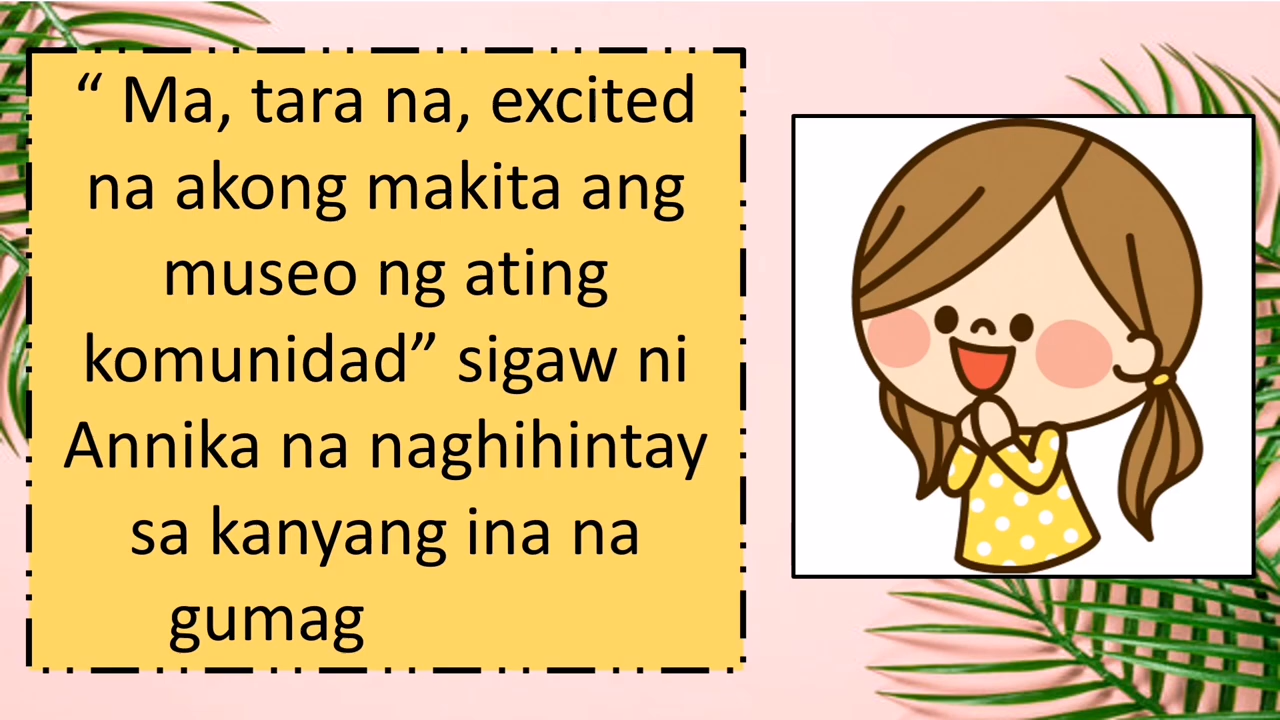 “ Ma, tara na, excited
na akong makita ang
museo ng ating
komunidad” sigaw ni
Annika na naghihintay
sa kanyang ina na
gumag